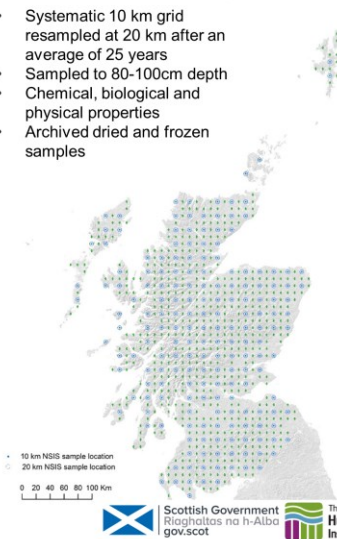 Systematic 10 km grid
resampled at 20 km after an
average of 25 years
Sampled to 80-100cm depth
Chemical, biological and
physical properties
Archived dried and frozen
samples
10 km NSIS sample location
20 km NSIS sample location
0 20 40 60 80 100 Km
Scottish Government
Riaghaltas na h-Alba
gov.scot